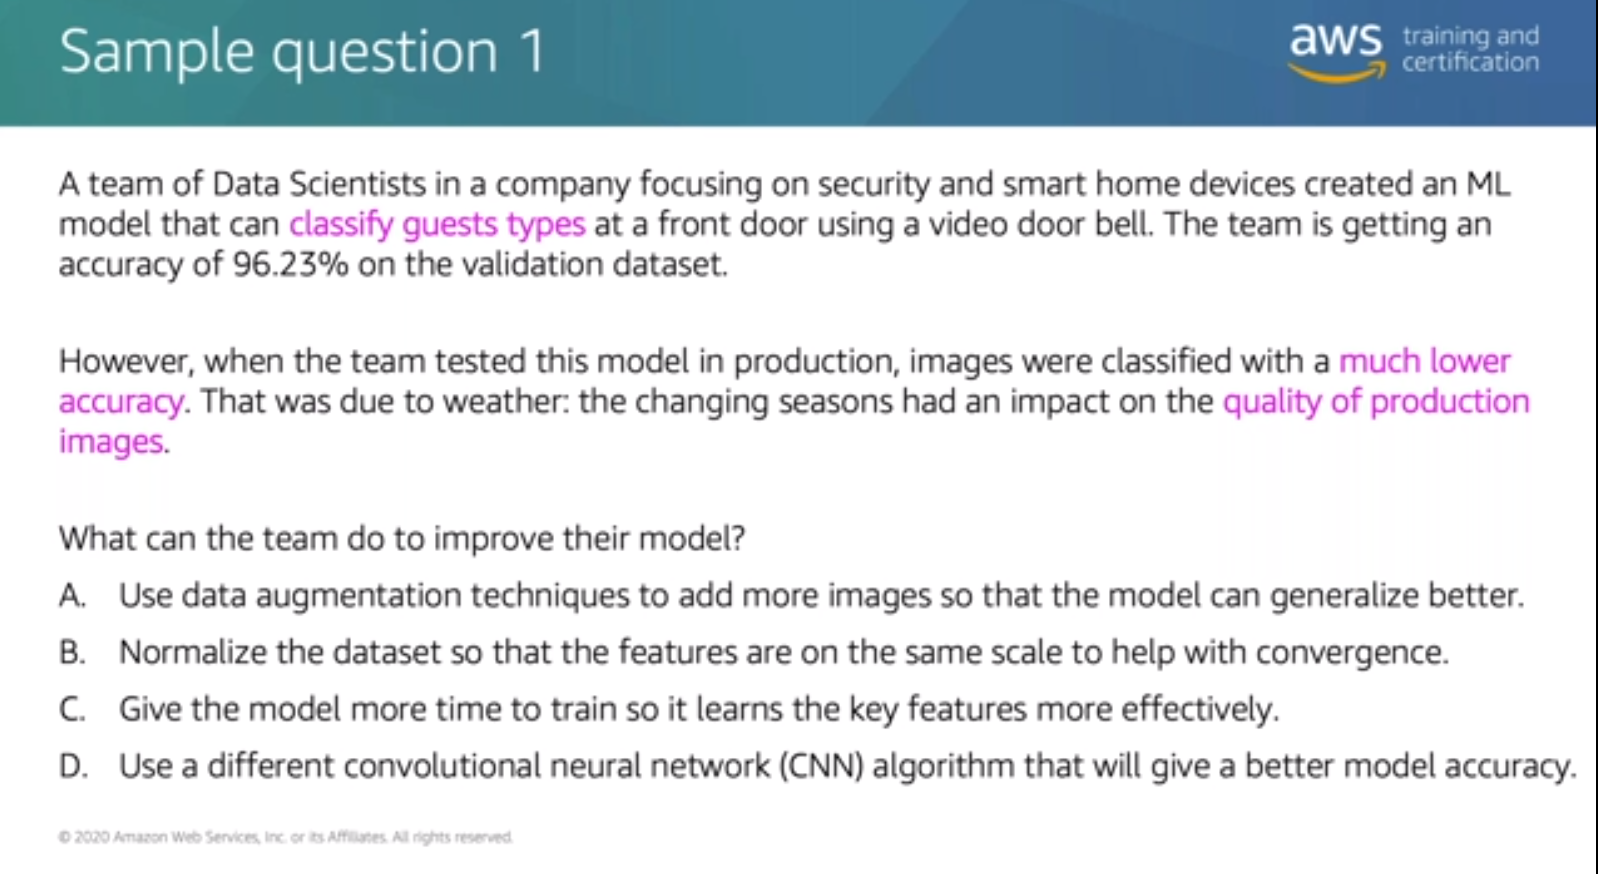 Sample question 1
aws training and
certification
A team of Data Scientists in a company focusing on security and smart home devices created an ML
model that can classify guests types at a front door using a video door bell. The team is getting an
accuracy of 96.23% on the validation dataset.
However, when the team tested this model in production, images were classified with a much lower
accuracy. That was due to weather: the changing seasons had an impact on the quality of production
images.
What can the team do to improve their model?
A. Use data augmentation techniques to add more images so that the model can generalize better.
B. Normalize the dataset so that the features are on the same scale to help with convergence.
C. Give the model more time to train so it learns the key features more effectively.
D. Use a different convolutional neural network (CNN) algorithm that will give a better model accuracy.
© 2020 Amazon Web Services, Inc. or its Affiliates. All rights reserved.